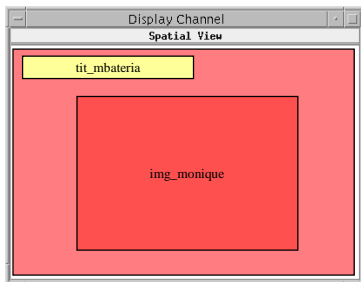 Display Channel
Spatial View
tit_mbateria
img_monique